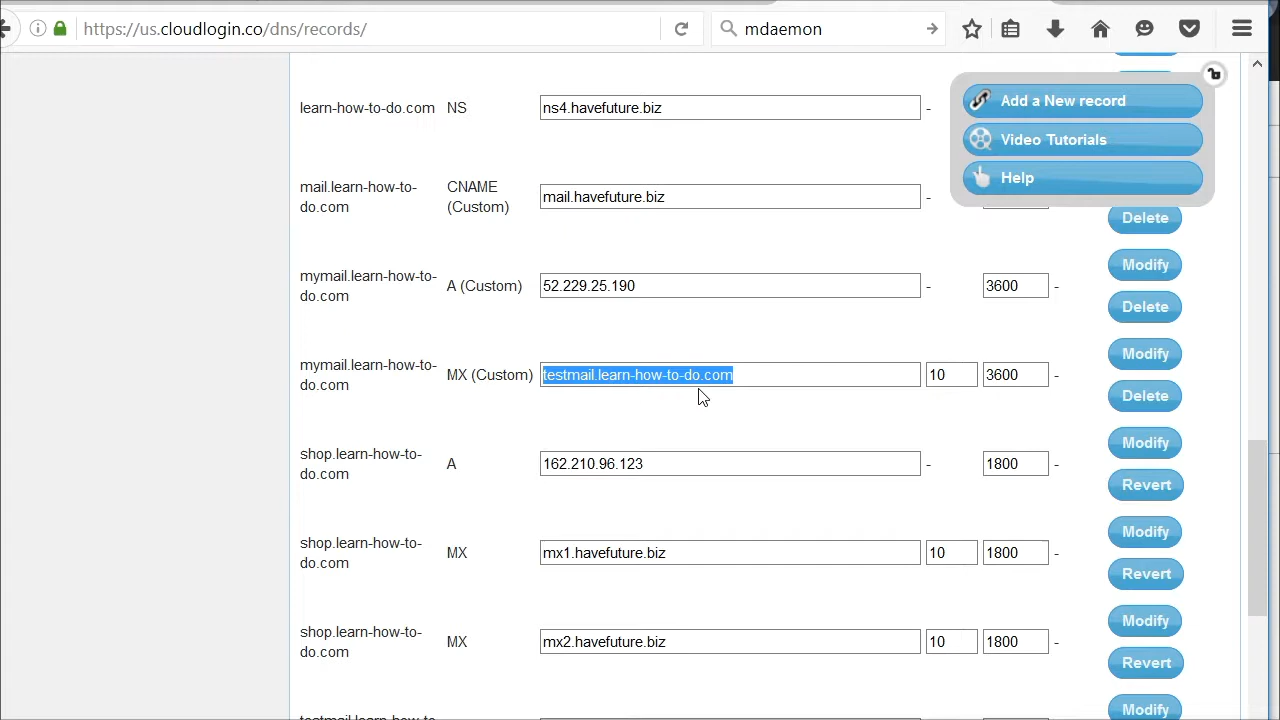 https://us.cloudlogin.co/dns/records/
mdaemon
Add a New record
Video Tutorials
Help
learn-how-to-do.com NS ns4.havefuture.biz -
mail.learn-how-to-
do.com
CNAME
(Custom)
mail.havefuture.biz -
Delete
mymail.learn-how-to-
do.com
A (Custom) 52.229.25.190 - 3600 -
Modify
Delete
mymail.learn-how-to-
do.com
MX (Custom) testmail.learn-how-to-do.com 10 3600 -
Modify
Delete
shop.learn-how-to-
do.com
A 162.210.96.123 - 1800 -
Modify
Revert
shop.learn-how-to-
do.com
MX mx1.havefuture.biz 10 1800 -
Modify
Revert
shop.learn-how-to-
do.com
MX mx2.havefuture.biz 10 1800 -
Modify
Revert
Modify